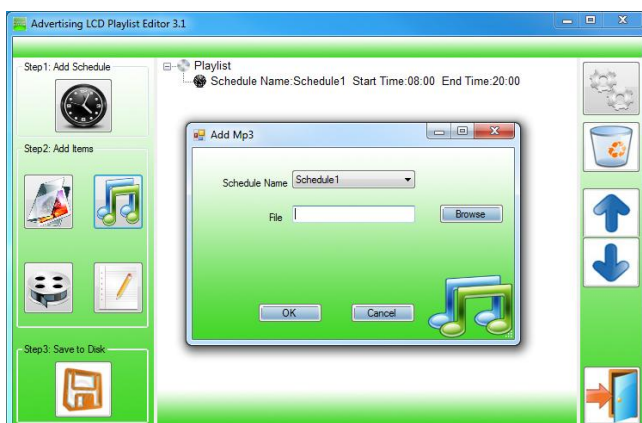 Advertising LCD Playlist Editor 3.1
Step1: Add Schedule
Playlist
Schedule Name:Schedule1 Start Time:08:00 End Time:20:00
Step2: Add Items
Add Mp3
Schedule Name Schedule1
File Browse
OK Cancel
Step3: Save to Disk